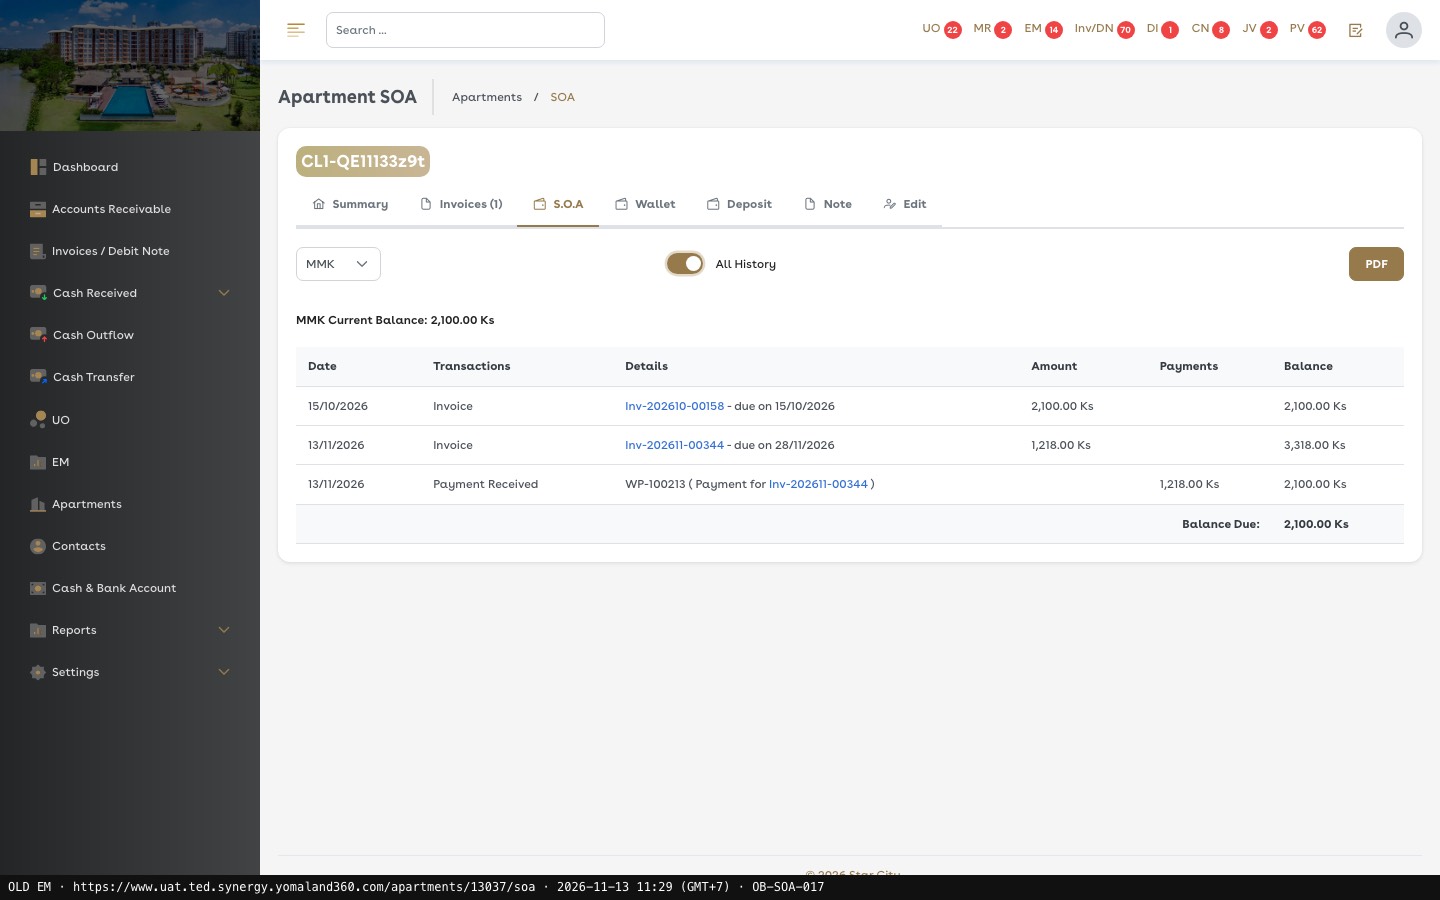 Search ...
UO 22 MR 2 EM 14 Inv/DN 70 DI 1 CN 8 JV 2 PV 62
Apartment SOA
Apartments / SOA
Dashboard
Accounts Receivable
Invoices / Debit Note
Cash Received
Cash Outflow
Cash Transfer
UO
EM
Apartments
Contacts
Cash & Bank Account
Reports
Settings
CL1-QE11133z9t
Summary Invoices (1) S.O.A Wallet Deposit Note Edit
MMK All History PDF
MMK Current Balance: 2,100.00 Ks
Date Transactions Details Amount Payments Balance
15/10/2026 Invoice Inv-202610-00158 - due on 15/10/2026 2,100.00 Ks 2,100.00 Ks
13/11/2026 Invoice Inv-202611-00344 - due on 28/11/2026 1,218.00 Ks 3,318.00 Ks
13/11/2026 Payment Received WP-100213 ( Payment for Inv-202611-00344 ) 1,218.00 Ks 2,100.00 Ks
Balance Due: 2,100.00 Ks
© 2026 Star City
OLD EM · https://www.uat.ted.synergy.yomaland360.com/apartments/13037/soa · 2026-11-13 11:29 (GMT+7) · OB-SOA-017